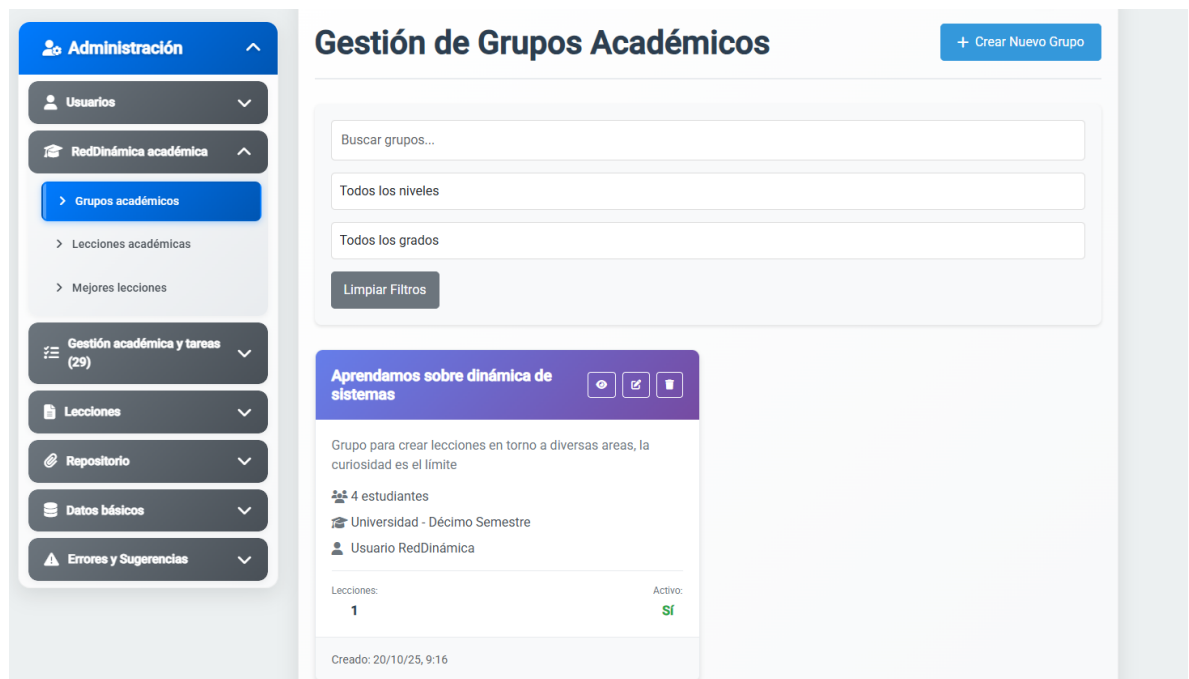 Administración
Usuarios
RedDinámica académica
Grupos académicos
Lecciones académicas
Mejores lecciones
Gestión académica y tareas
(29)
Lecciones
Repositorio
Datos básicos
Errores y Sugerencias
Gestión de Grupos Académicos
+ Crear Nuevo Grupo
Buscar grupos...
Todos los niveles
Todos los grados
Limpiar Filtros
Aprendamos sobre dinámica de
sistemas
Grupo para crear lecciones en torno a diversas areas, la
curiosidad es el límite
4 estudiantes
Universidad - Décimo Semestre
Usuario RedDinámica
Lecciones: Activo:
1 Sí
Creado: 20/10/25, 9:16